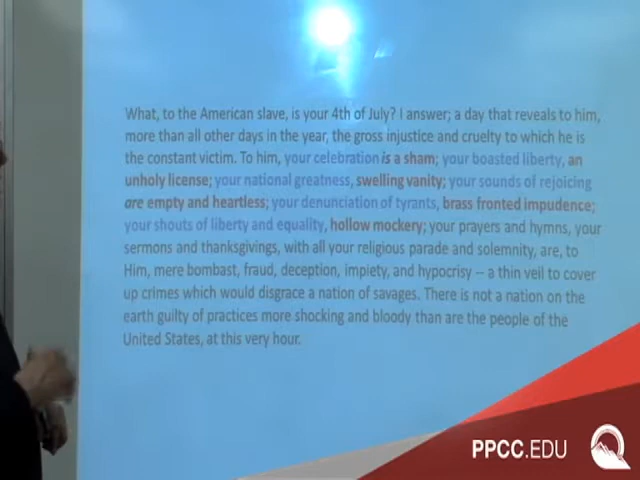 What, to the American slave, is your 4th of July? I answer; a day that reveals to him,
more than all other days in the year, the gross injustice and cruelty to which he is
the constant victim. To him, your celebration is a sham; your boasted liberty, an
unholy license; your national greatness, swelling vanity; your sounds of rejoicing
are empty and heartless; your denunciation of tyrants, brass fronted impudence;
your shouts of liberty and equality, hollow mockery; your prayers and hymns, your
sermons and thanksgivings, with all your religious parade and solemnity, are, to
Him, mere bombast, fraud, deception, impiety, and hypocrisy – a thin veil to cover
up crimes which would disgrace a nation of savages. There is not a nation on the
earth guilty of practices more shocking and bloody than are the people of the
United States, at this very hour.
PPCC.EDU